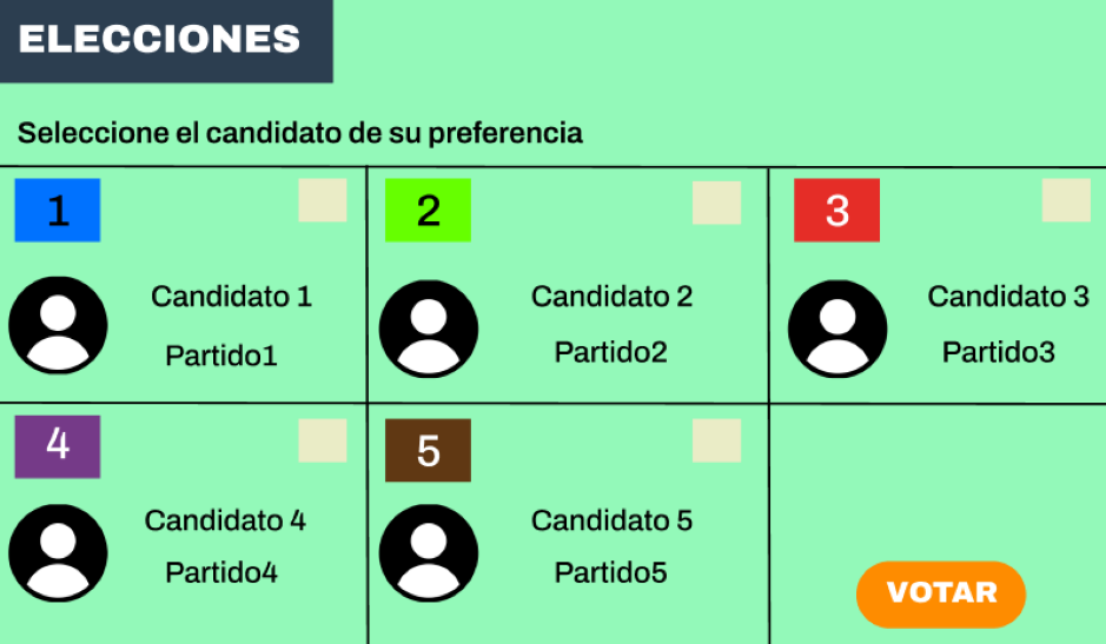 ELECCIONES
Seleccione el candidato de su preferencia
1
Candidato 1
Partido1
2
Candidato 2
Partido2
3
Candidato 3
Partido3
4
Candidato 4
Partido4
5
Candidato 5
Partido5
VOTAR